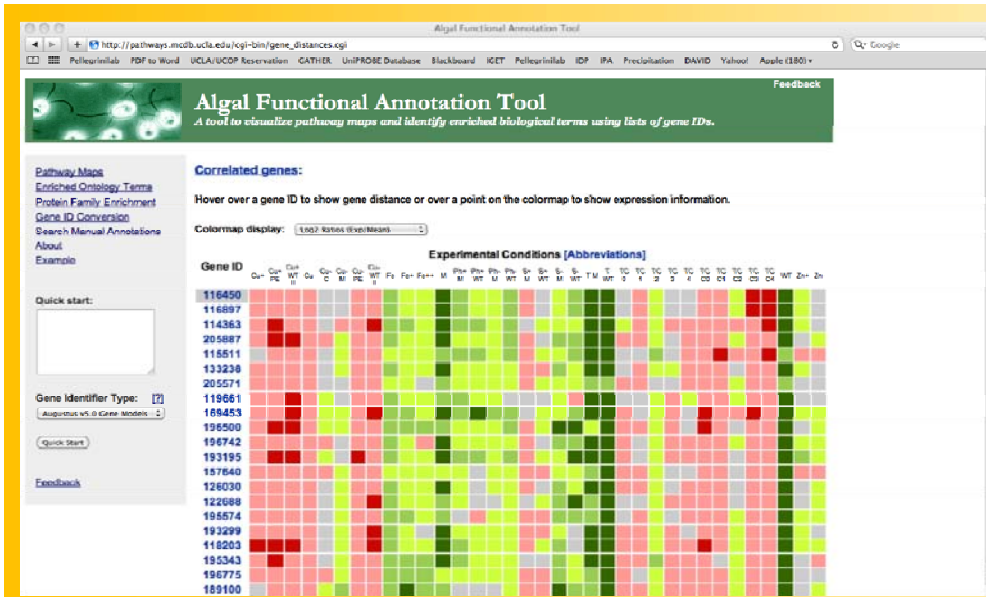 Algal Functional Annotation Tool
http://pathways.mcdb.ucla.edu/cgi-bin/gene_distances.cgi
Google
Pellegrinilab PDF to Word UCLA/UCOP Reservation GATHER UniPROBE Database Blackboard IGET Pellegrinilab IDP IPA Precipitation DAVID Yahoo! Apple (180)
Feedback
Algal Functional Annotation Tool
A tool to visualize pathway maps and identify enriched biological terms using lists of gene IDs.
Pathway Maps
Enriched Ontology Terms
Protein Family Enrichment
Gene ID Conversion
Search Manual Annotations
About
Example
Quick start:
Gene Identifier Type: [?]
Augustus v5.0 Gene Models
Quick Start
Feedback
Correlated genes:
Hover over a gene ID to show gene distance or over a point on the colormap to show expression information.
Colormap display: Log2 Ratios (Exp/Mean)
Experimental Conditions [Abbreviations]
Gene ID
116450
116897
114363
205887
115511
133238
205571
119661
169453
196500
196742
193195
157640
126030
122688
195574
193299
118203
195343
196775
189100